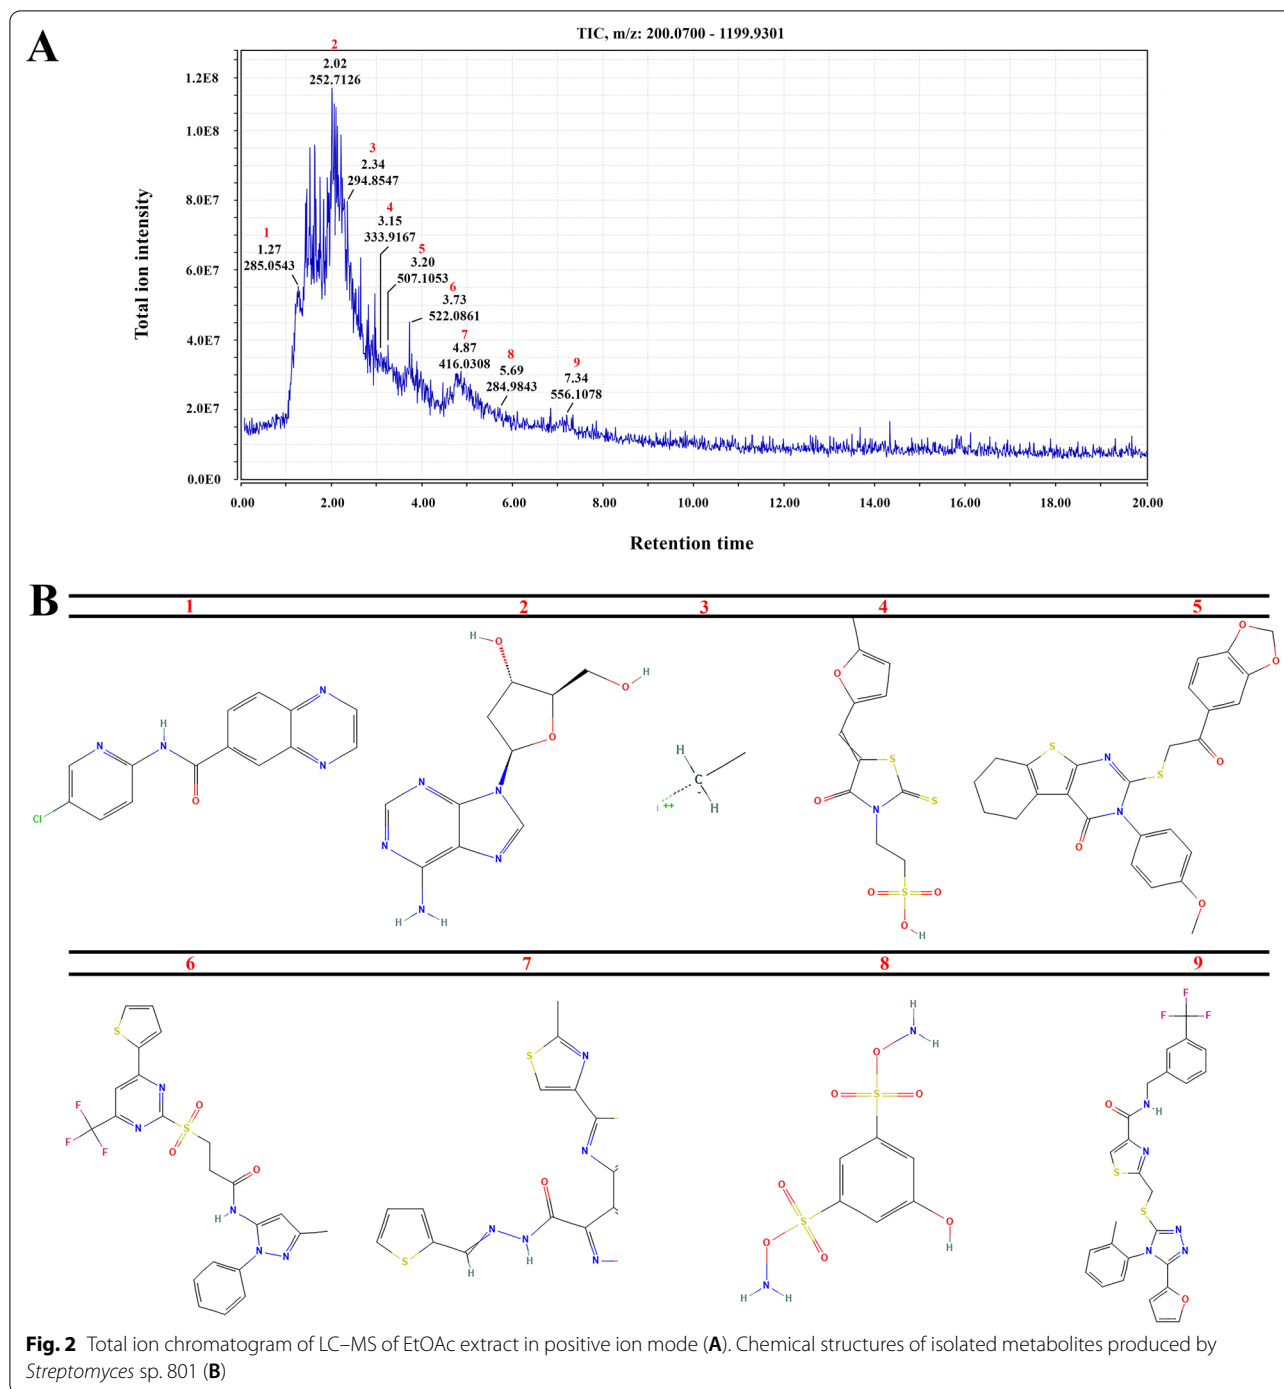 A
TIC, m/z: 200.0700 - 1199.9301
Total ion intensity
1.2E8
1.0E8
8.0E7
6.0E7
4.0E7
2.0E7
0.0E0
1
1.27
285.0543
2
2.02
252.7126
3
2.34
294.8547
4
3.15
333.9167
5
3.20
507.1053
6
3.73
522.0861
7
4.87
416.0308
8
5.69
284.9843
9
7.34
556.1078
0.00 2.00 4.00 6.00 8.00 10.00 12.00 14.00 16.00 18.00 20.00
Retention time
B
1 2 3 4 5
N
N
N
H
N
O
Cl
H
O
O
H
O
N
N
N
N
N
H
H
H
C
H
I
++
-
O
S
O
N
S
O
S
O
O
H
O
O
S
N
S
O
O
N
O
6 7 8 9
S
N
N
F
F
F
O
S
O
O
N
H
N
N
S
N
N
O
S
N
N
H
H
N
H
N
H
O
O
S
O
O
S
O
O
O
H
N
H
H
F
F
F
O
N
H
N
S
S
N
N
N
O
Fig. 2 Total ion chromatogram of LC–MS of EtOAc extract in positive ion mode (A). Chemical structures of isolated metabolites produced by
Streptomyces sp. 801 (B)